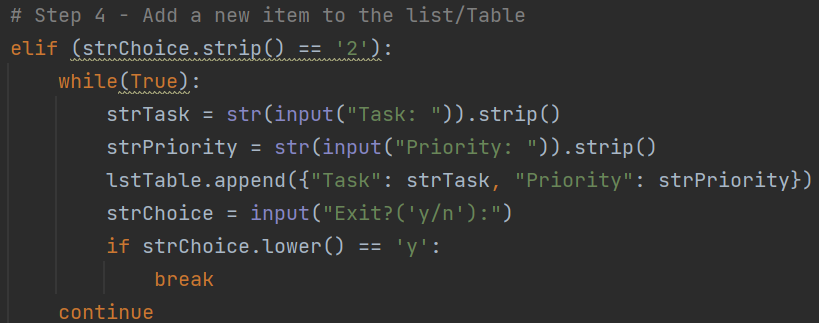 # Step 4 - Add a new item to the list/Table
elif (strChoice.strip() == '2'):
while(True):
strTask = str(input("Task: ")).strip()
strPriority = str(input("Priority: ")).strip()
lstTable.append({"Task": strTask, "Priority": strPriority})
strChoice = input("Exit?('y/n'):")
if strChoice.lower() == 'y':
break
continue